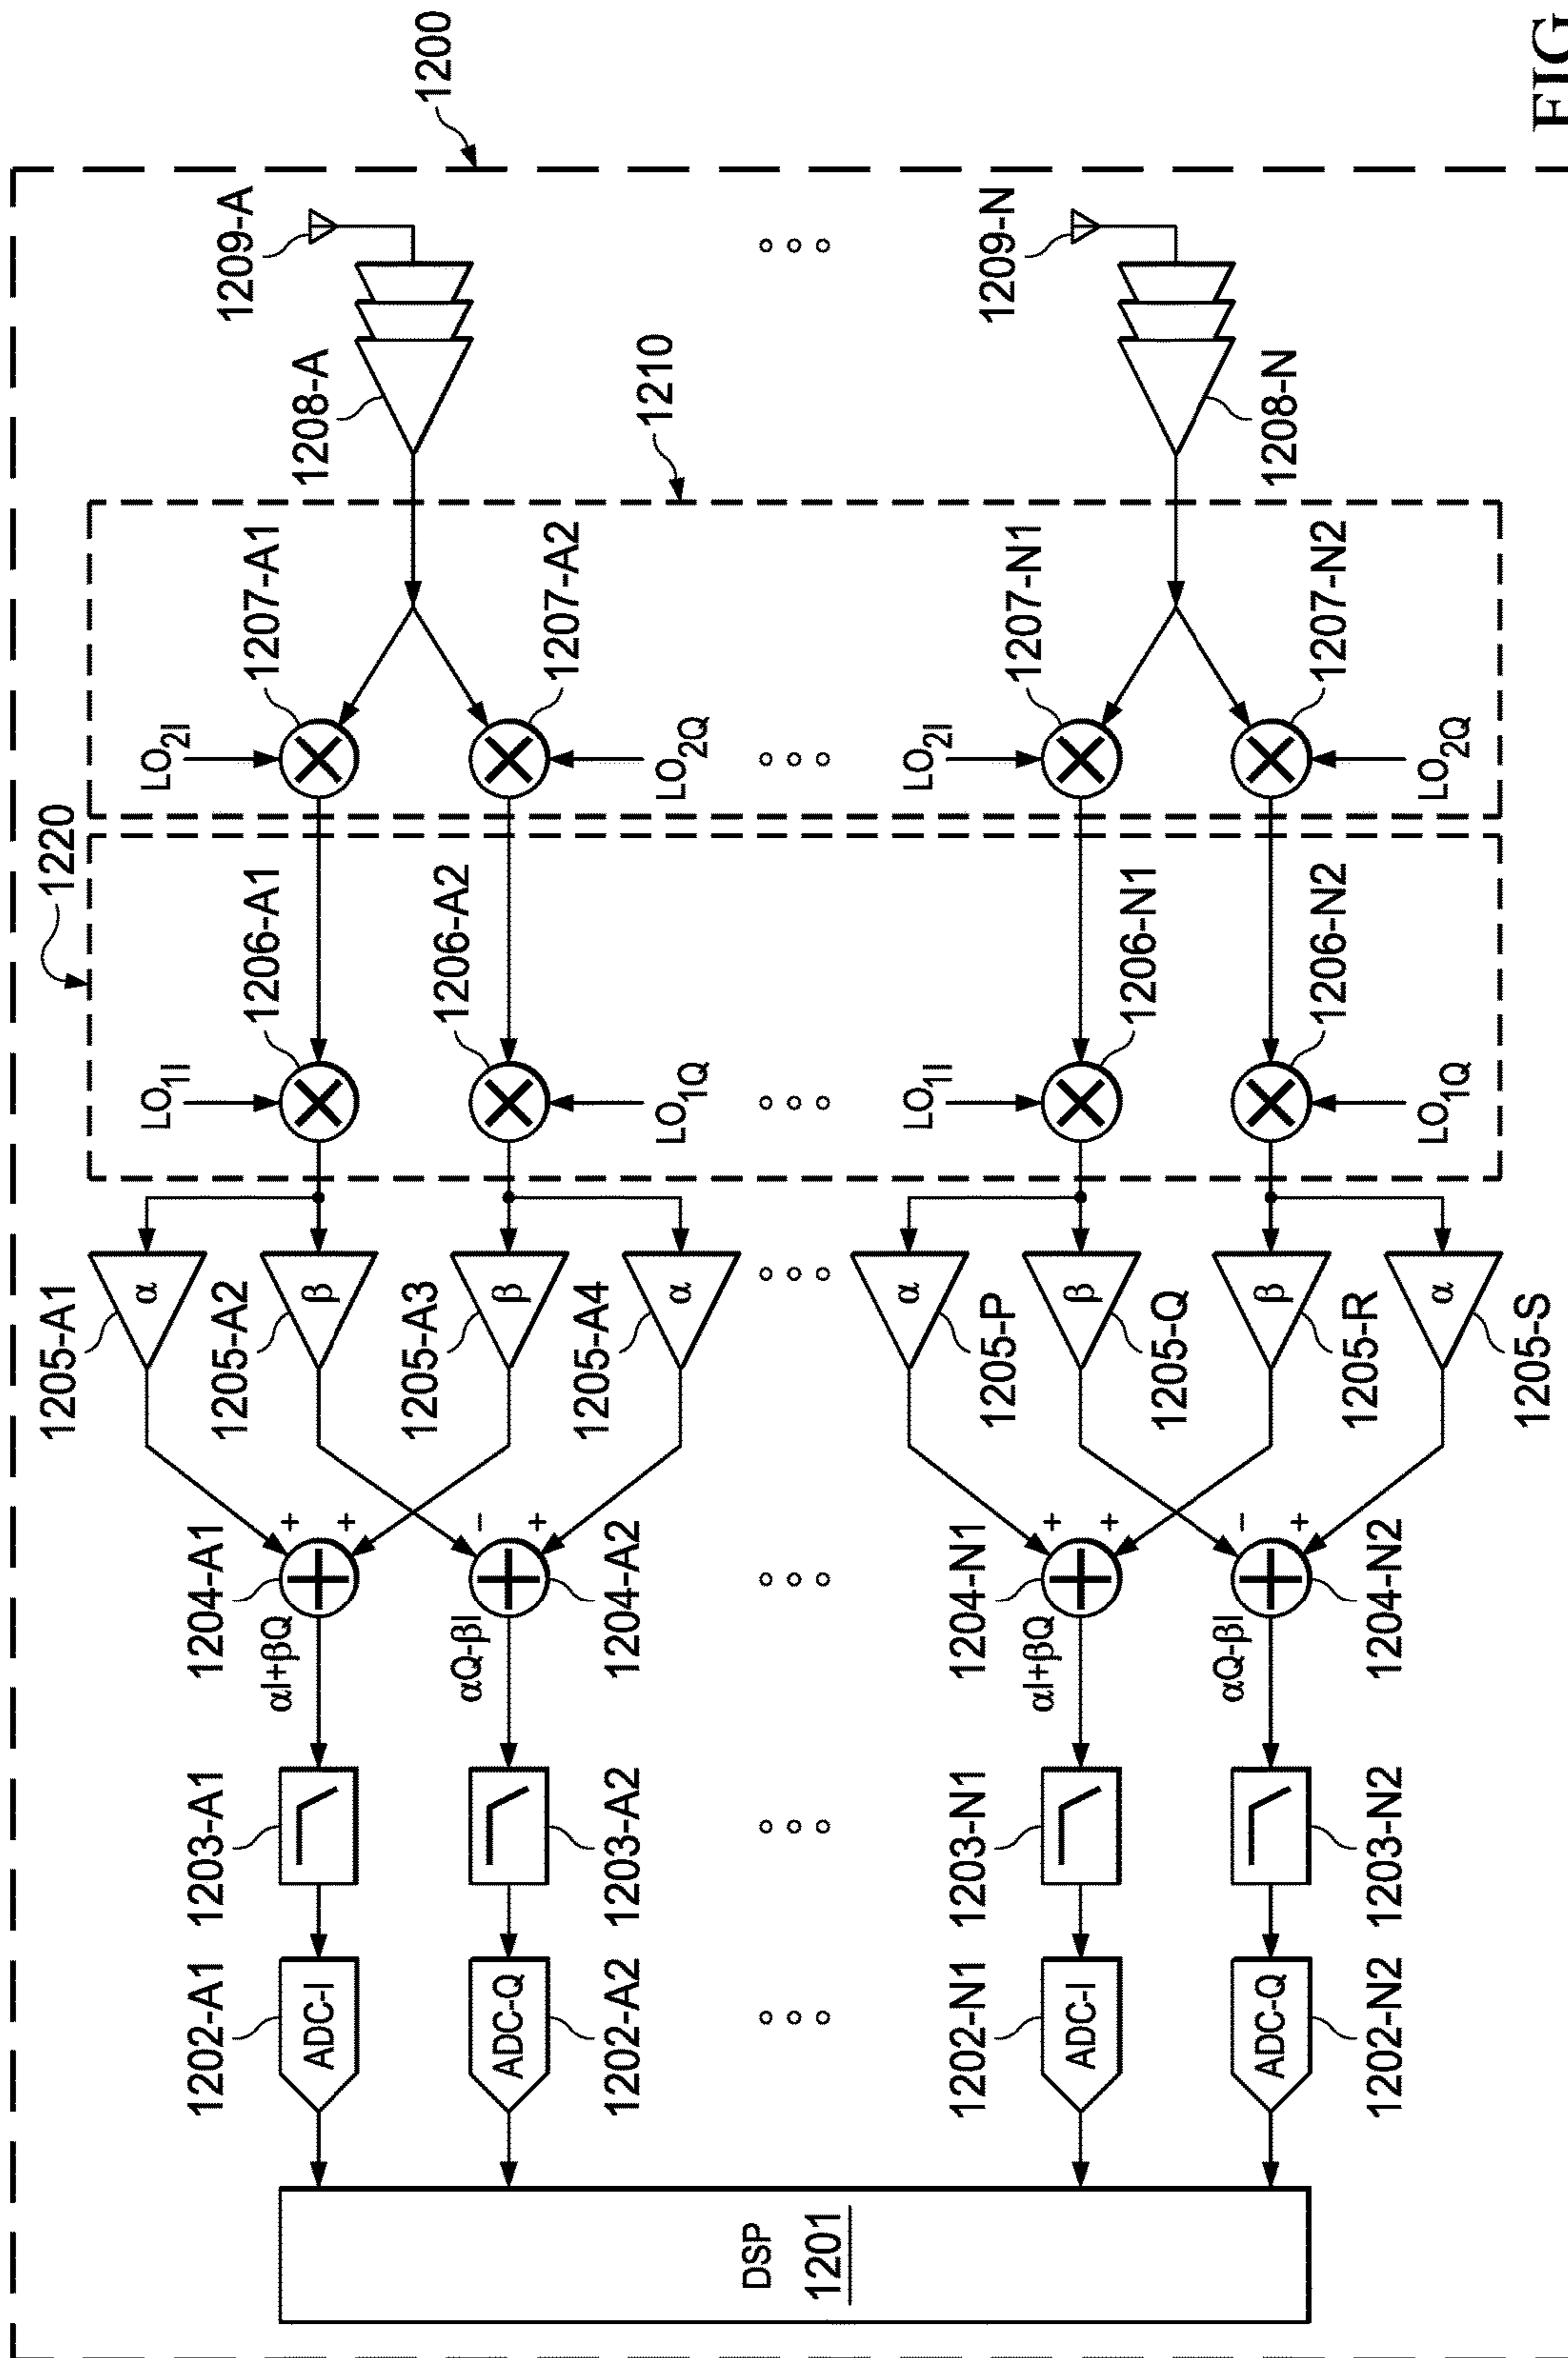 1200
1220
1210
1209-A
1208-A
1207-A1
LO2I
1207-A2
LO2Q
1206-A1
LO1I
1206-A2
LO1Q
1205-A1
α
1205-A2
β
1205-A3
β
1205-A4
α
1204-A1
+
+
αI+βQ
1204-A2
-
+
αQ-βI
1203-A1
1203-A2
1202-A1
ADC-I
1202-A2
ADC-Q
DSP
1201
1209-N
1208-N
1207-N1
LO2I
1207-N2
LO2Q
1206-N1
LO1I
1206-N2
LO1Q
1205-P
α
1205-Q
β
1205-R
β
1205-S
α
1204-N1
+
+
αI+βQ
1204-N2
-
+
αQ-βI
1203-N1
1203-N2
1202-N1
ADC-I
1202-N2
ADC-Q
FIG